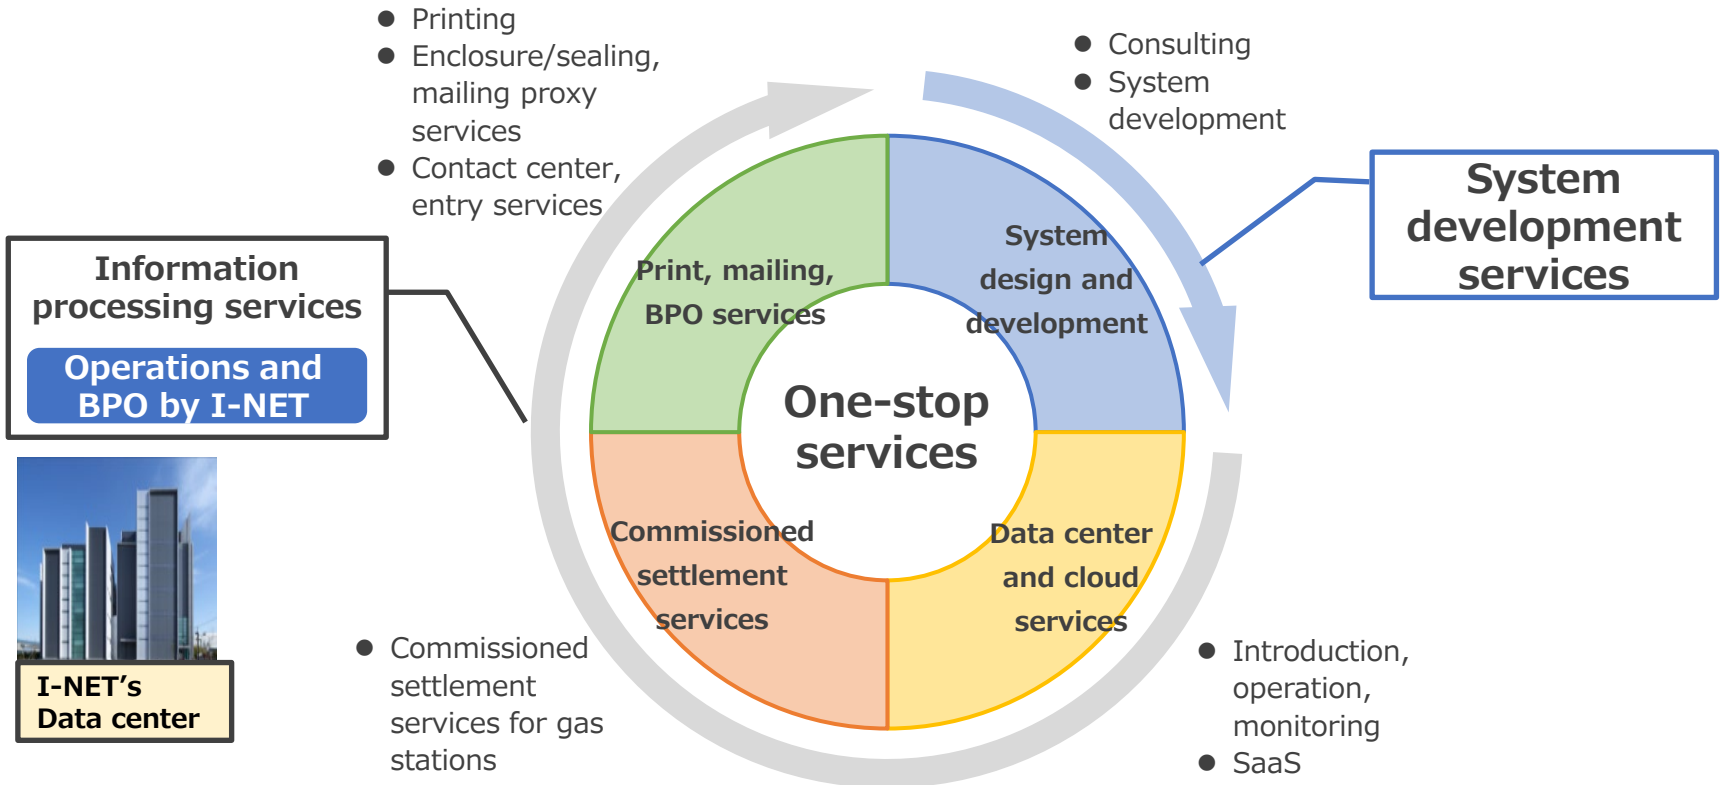 ● Printing
● Enclosure/sealing,
mailing proxy
services
● Contact center,
entry services
● Consulting
● System
development
System
development
services
Information
processing services
Operations and
BPO by I-NET
Print, mailing,
BPO services
System
design and
development
One-stop
services
Commissioned
settlement
services
Data center
and cloud
services
I-NET’s
Data center
● Commissioned
settlement
services for gas
stations
● Introduction,
operation,
monitoring
● SaaS